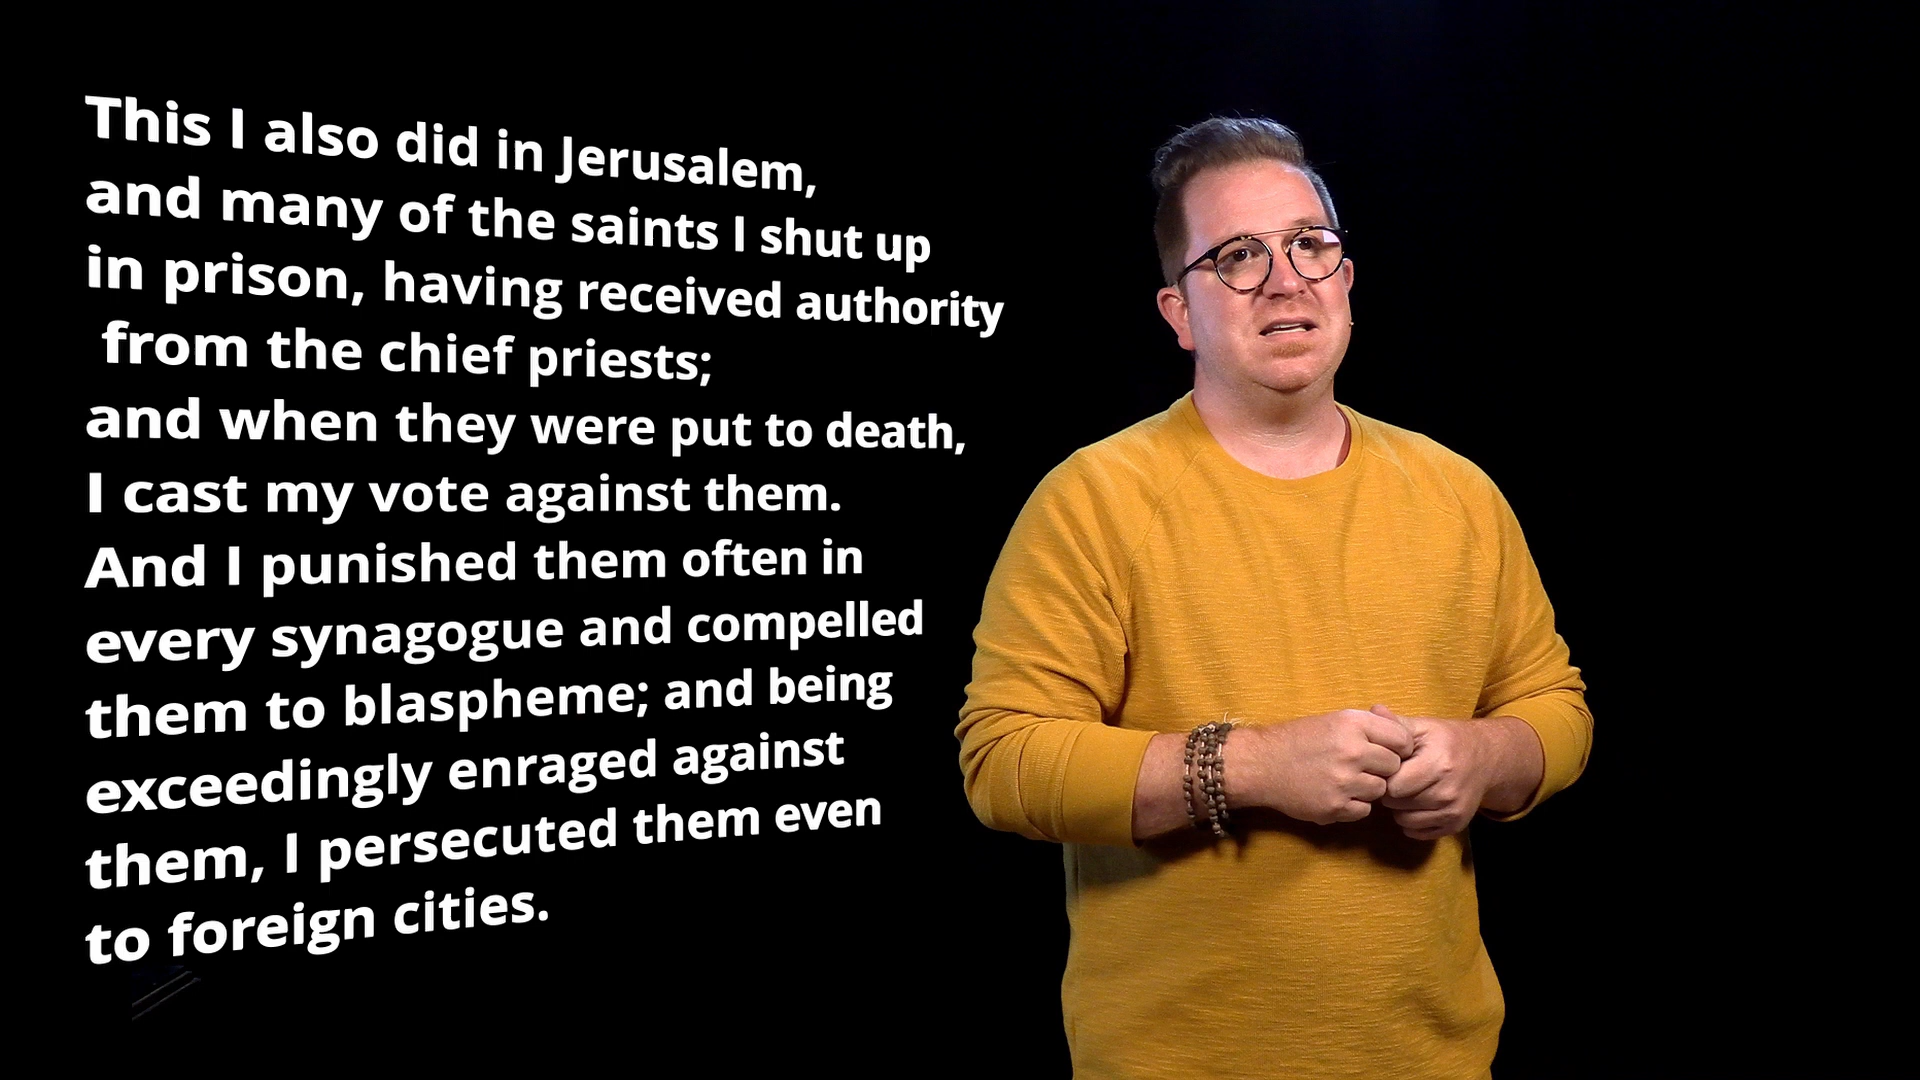 This I also did in Jerusalem,
and many of the saints I shut up
in prison, having received authority
from the chief priests;
and when they were put to death,
I cast my vote against them.
And I punished them often in
every synagogue and compelled
them to blaspheme; and being
exceedingly enraged against
them, I persecuted them even
to foreign cities.